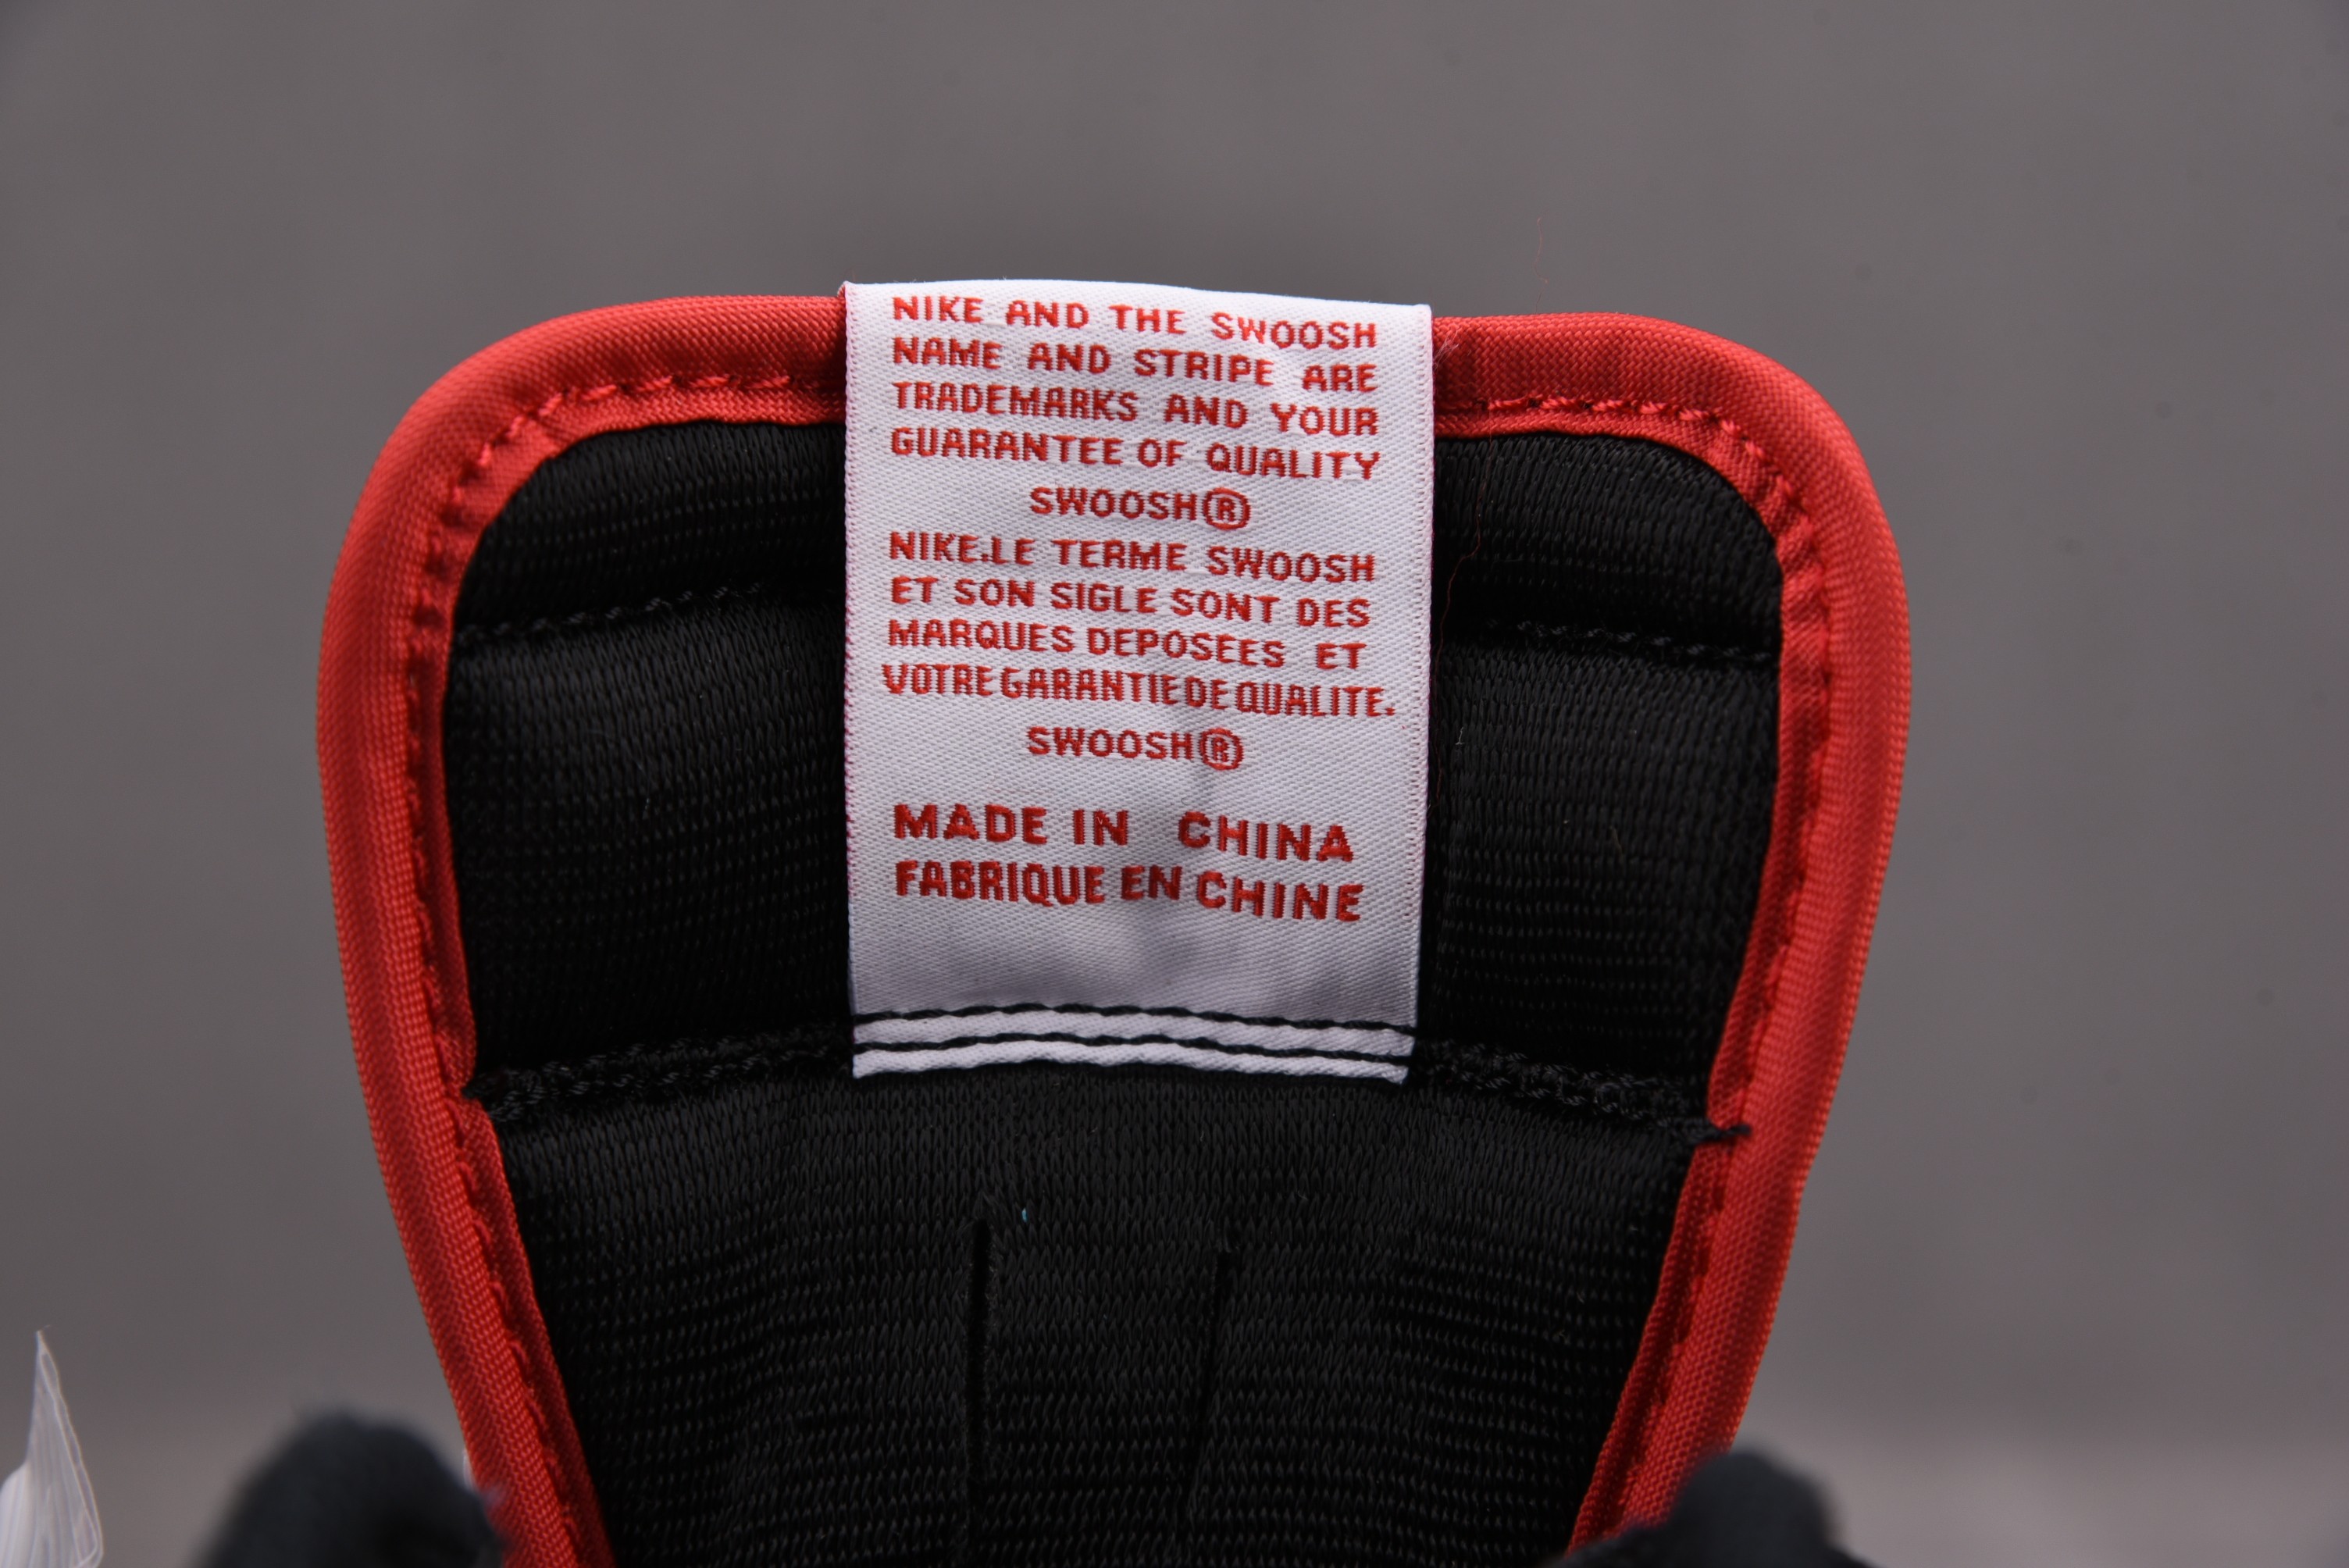 NIKE AND THE SWOOSH
NAME AND STRIPE ARE
TRADEMARKS AND YOUR
GUARANTEE OF QUALITY
SWOOSH®
NIKE.LE TERME SWOOSH
ET SON SIGLE SONT DES
MARQUES DEPOSEES ET
VOTRE GARANTIE DE QUALITE.
SWOOSH®
MADE IN CHINA
FABRIQUE EN CHINE